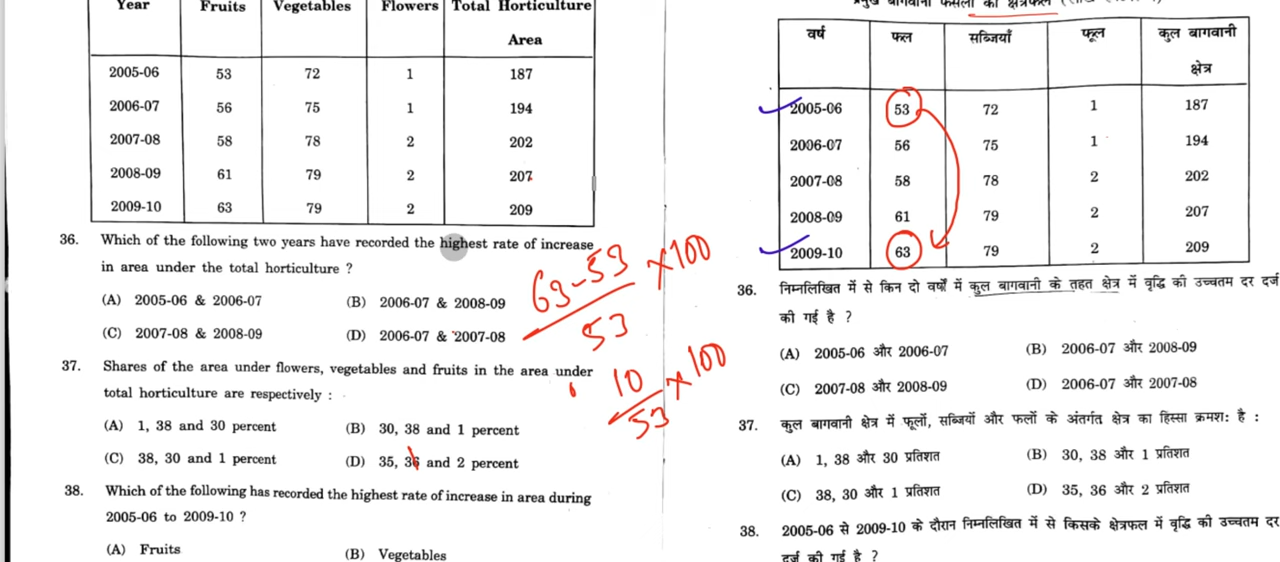 Year Fruits Vegetables Flowers Total Horticulture
Area
2005-06 53 72 1 187
2006-07 56 75 1 194
2007-08 58 78 2 202
2008-09 61 79 2 207
2009-10 63 79 2 209
36. Which of the following two years have recorded the highest rate of increase
in area under the total horticulture ?
(A) 2005-06 & 2006-07 (B) 2006-07 & 2008-09
(C) 2007-08 & 2008-09 (D) 2006-07 & 2007-08
37. Shares of the area under flowers, vegetables and fruits in the area under
total horticulture are respectively :
(A) 1, 38 and 30 percent (B) 30, 38 and 1 percent
(C) 38, 30 and 1 percent (D) 35, 36 and 2 percent
38. Which of the following has recorded the highest rate of increase in area during
2005-06 to 2009-10 ?
(A) Fruits (B) Vegetables
63-53 × 100
53
10 × 100
53
प्रमुख बागवानी फसलों का क्षेत्रफल
वर्ष फल सब्जियाँ फूल कुल बागवानी
क्षेत्र
2005-06 53 72 1 187
2006-07 56 75 1 194
2007-08 58 78 2 202
2008-09 61 79 2 207
2009-10 63 79 2 209
36. निम्नलिखित में से किन दो वर्षों में कुल बागवानी के तहत क्षेत्र में वृद्धि की उच्चतम दर दर्ज
की गई है ?
(A) 2005-06 और 2006-07 (B) 2006-07 और 2008-09
(C) 2007-08 और 2008-09 (D) 2006-07 और 2007-08
37. कुल बागवानी क्षेत्र में फूलों, सब्जियों और फलों के अंतर्गत क्षेत्र का हिस्सा क्रमश: है :
(A) 1, 38 और 30 प्रतिशत (B) 30, 38 और 1 प्रतिशत
(C) 38, 30 और 1 प्रतिशत (D) 35, 36 और 2 प्रतिशत
38. 2005-06 से 2009-10 के दौरान निम्नलिखित में से किसके क्षेत्रफल में वृद्धि की उच्चतम दर
दर्ज की गई है ?